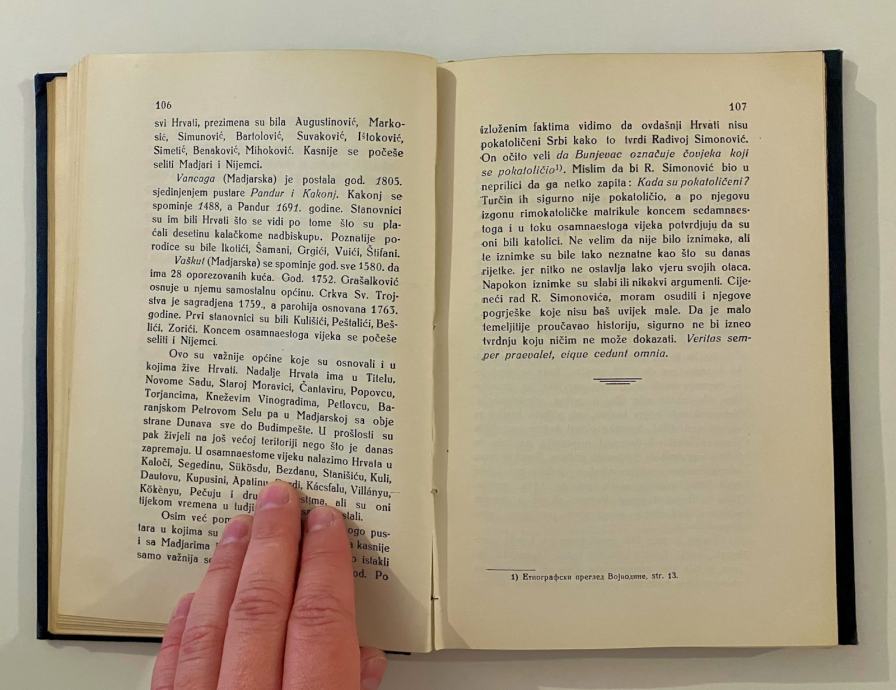 106
svi Hrvati, prezimena su bila Augustinović, Marko-
sić, Simunović, Bartolović, Suvaković, Ištoković,
Simetić, Benaković, Mihoković. Kasnije se počeše
seliti Madjari i Nijemci.
Vancaga (Madjarska) je postala god. 1805.
sjedinjenjem pustare Pandur i Kakonj. Kakonj se
spominje 1488, a Pandur 1691. godine. Stanovnici
su im bili Hrvati što se vidi po tome što su pla-
ćali desetinu kalačkome nadbiskupu. Poznatije po-
rodice su bile Ikotići, Šamani, Grgići, Vuići, Štifani.
Vaškut (Madjarska) se spominje god. sve 1580. da
ima 28 oporezovanih kuća. God. 1752. Grašalković
osnuje u njemu samostalnu općinu. Crkva Sv. Troj-
stva je sagradjena 1759., a parohija osnovana 1763.
godine. Prvi stanovnici su bili Kulišići, Peštalići, Beš-
lići, Zorići. Koncem osamnaestoga vijeka se počeše
seliti i Nijemci.
Ovo su važnije općine koje su osnovali i u
kojima žive Hrvati. Nadalje Hrvata ima u Titelu,
Novome Sadu, Staroj Moravici, Čantaviru, Popovcu,
Torjancima, Kneževim Vinogradima, Petlovcu, Ba-
ranjskom Petrovom Selu pa u Madjarskoj sa obje
strane Dunava sve do Budimpešte. U prošlosti su
pak živjeli na još većoj teritoriji nego što je danas
zapremaju. U osamnaestome vijeku nalazimo Hrvata u
Kaloči, Segedinu, Sükösdu, Bezdanu, Stanišiću, Kuli,
Dautovu, Kupusini, Apatinu, Kácsfalu, Villányu,
Kökènyu, Pečuju i ali su oni
tijekom vremena u
Osim već pus-
tara u kojima su kasnije
i sa Madjarima istakli
samo važnija od. Po
107
izloženim faktima vidimo da ovdašnji Hrvati nisu
pokatoličeni Srbi kako to tvrdi Radivoj Simonović.
On očito veli da Bunjevac označuje čovjeka koji
se pokatoličio¹). Mislim da bi R. Simonović bio u
neprilici da ga netko zapita: Kada su pokatoličeni?
Turčin ih sigurno nije pokatoličio, a po njegovu
izgonu rimokatoličke matrikule koncem sedamnaes-
toga i u toku osamnaestoga vijeka potvrdjuju da su
oni bili katolici. Ne velim da nije bilo iznimaka, ali
te iznimke su bile tako neznatne kao što su danas
rijetke. jer nitko ne ostavlja lako vjeru svojih otaca.
Napokon iznimke su slabi ili nikakvi argumenti. Cije-
neći rad R. Simonovića, moram osuditi i njegove
pogrješke koje nisu baš uvijek male. Da je malo
temeljitije proučavao historiju, sigurno ne bi izneo
tvrdnju koju ničim ne može dokazati. Veritas sem-
per praevalet, eique cedunt omnia.
1) Етнографски преглед Војводине, str. 13.